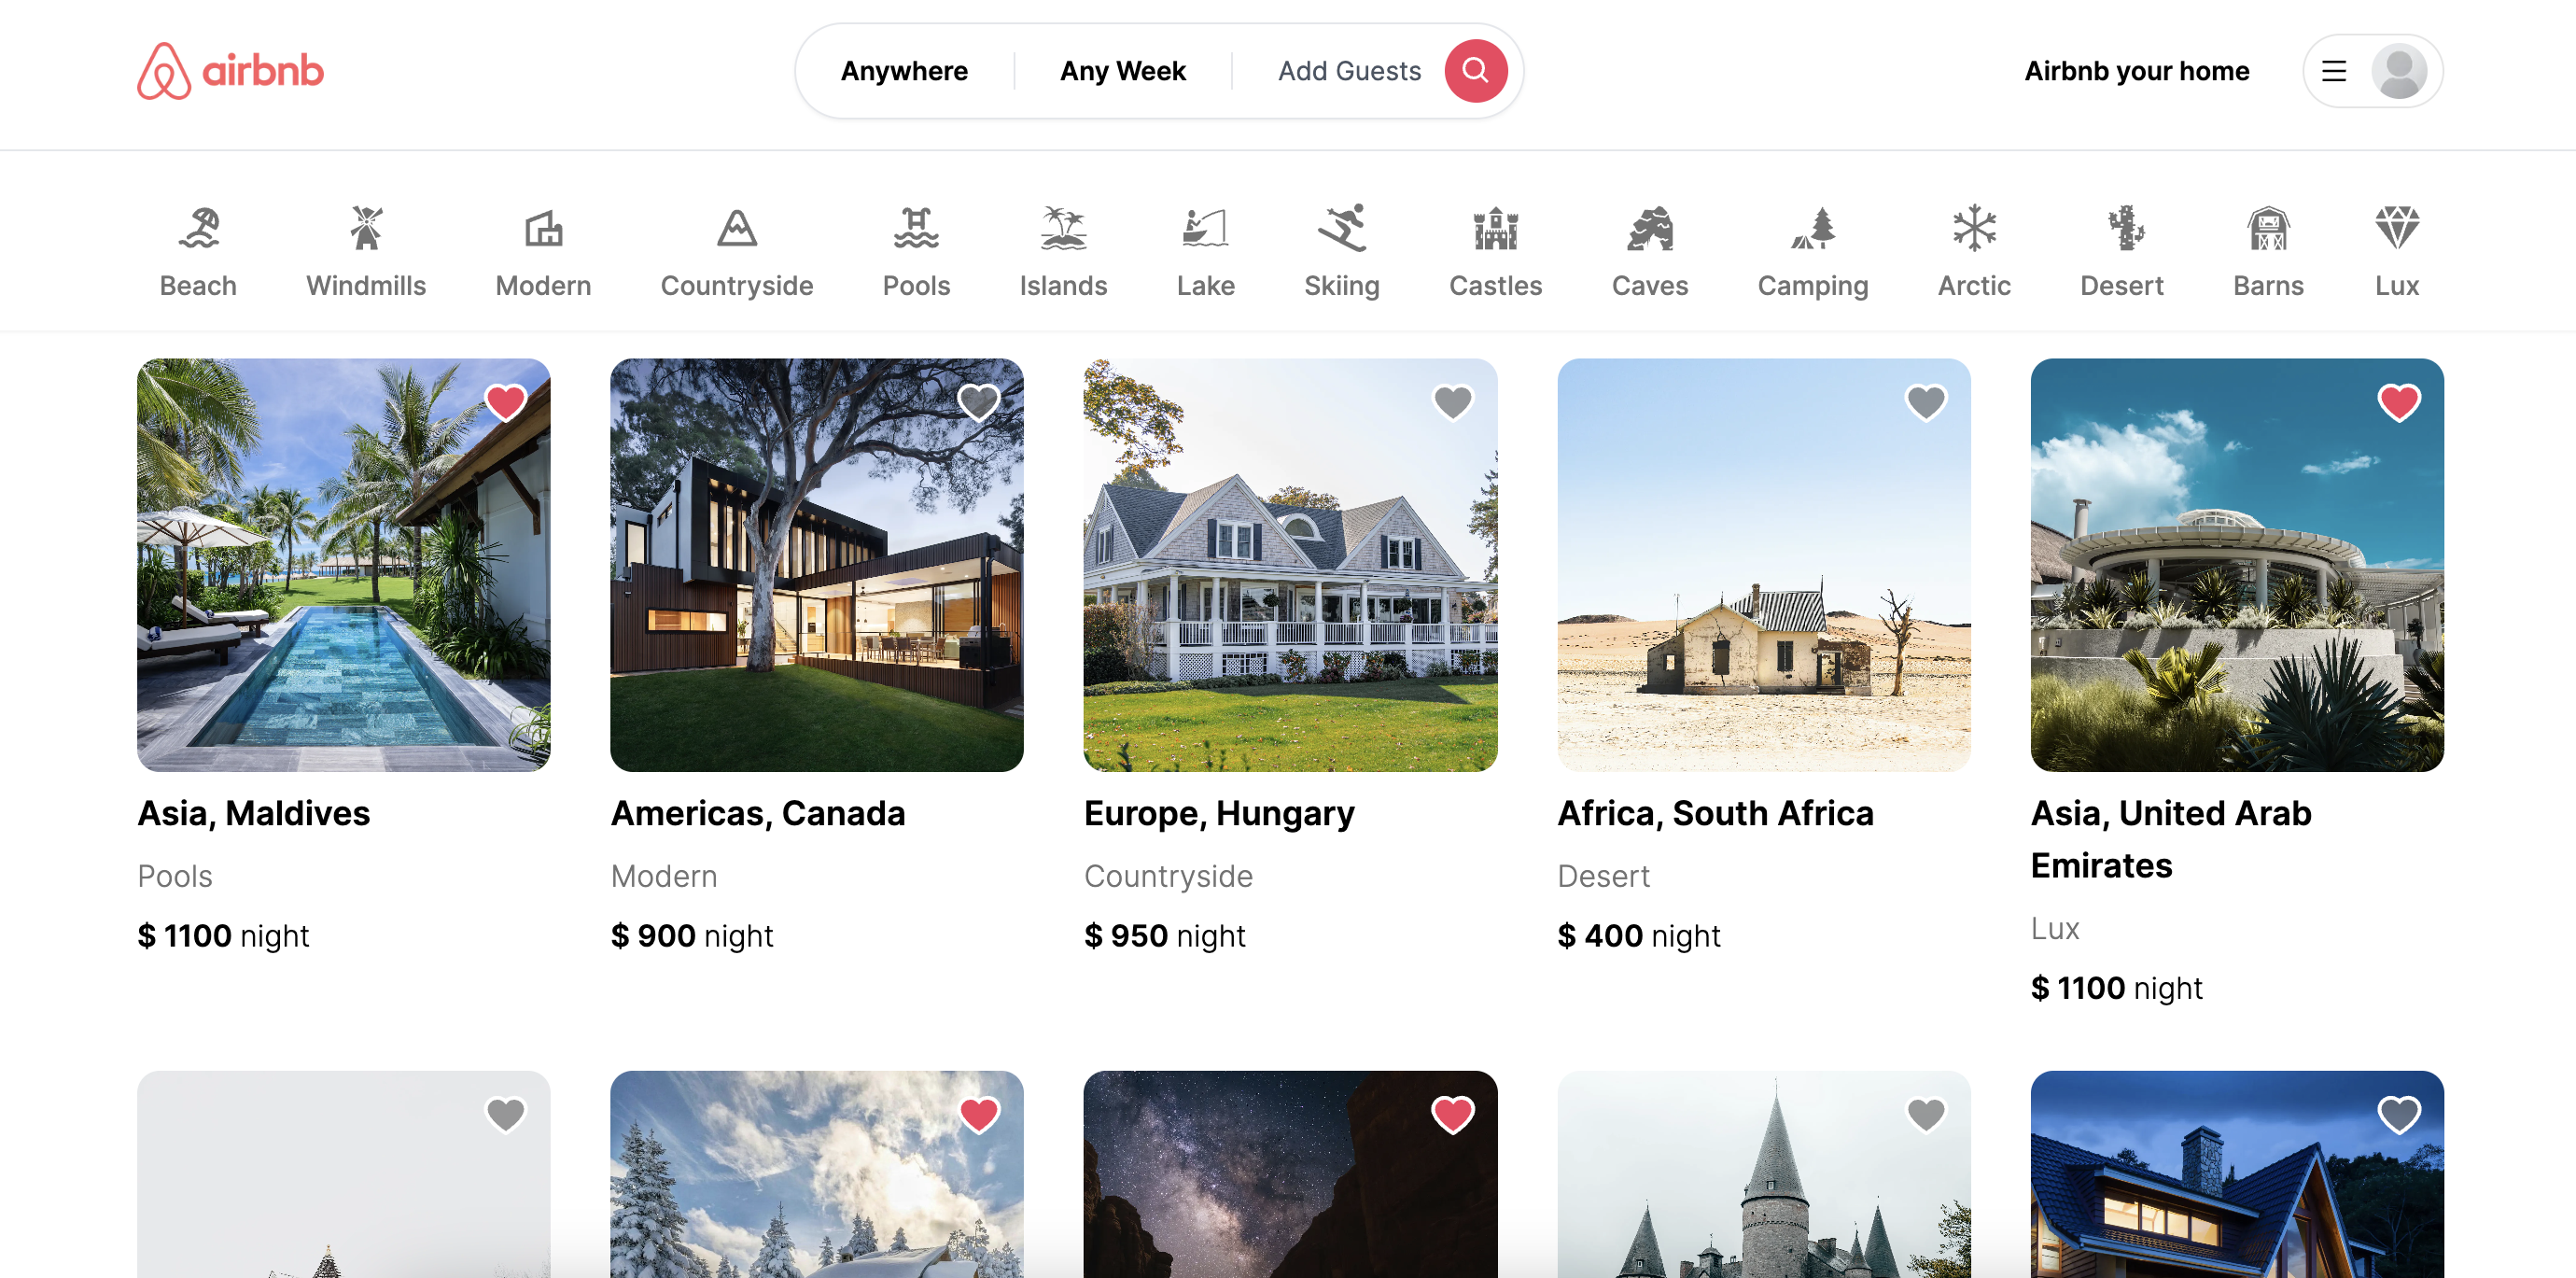 airbnb
Anywhere
Any Week
Add Guests
Airbnb your home
Beach
Windmills
Modern
Countryside
Pools
Islands
Lake
Skiing
Castles
Caves
Camping
Arctic
Desert
Barns
Lux
Asia, Maldives
Pools
$ 1100 night
Americas, Canada
Modern
$ 900 night
Europe, Hungary
Countryside
$ 950 night
Africa, South Africa
Desert
$ 400 night
Asia, United Arab
Emirates
Lux
$ 1100 night